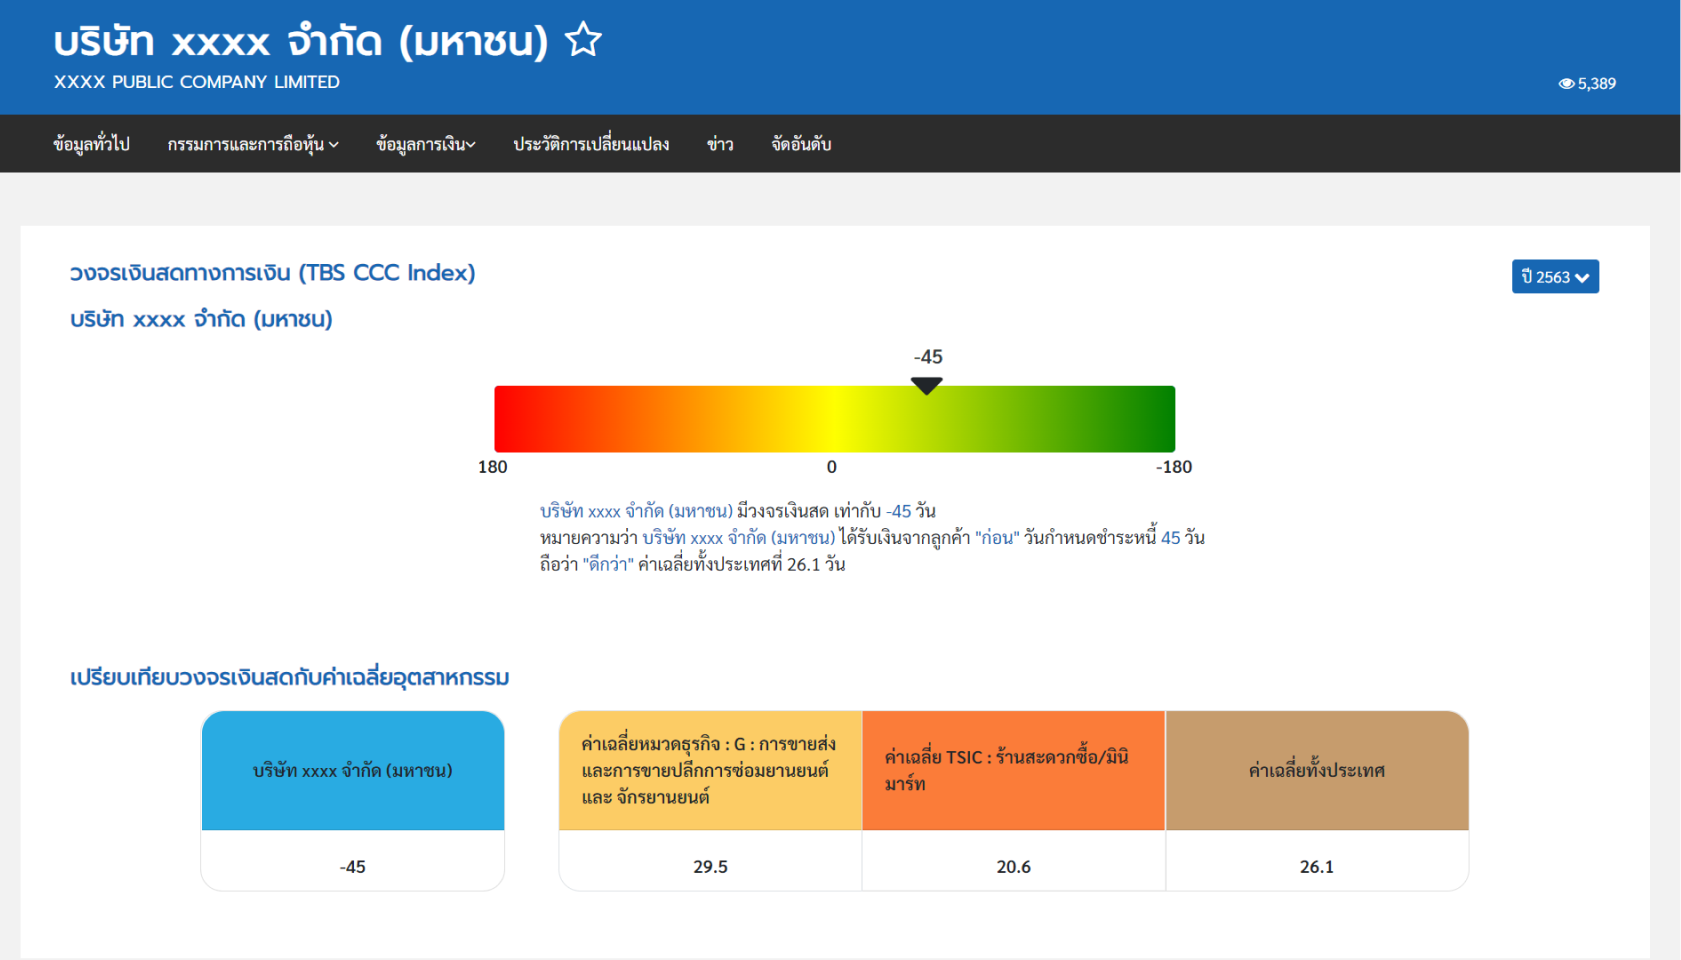 บริษัท xxxx จำกัด (มหาชน)
XXXX PUBLIC COMPANY LIMITED
5,389
ข้อมูลทั่วไป กรรมการและการถือหุ้น ข้อมูลการเงิน ประวัติการเปลี่ยนแปลง ข่าว จัดอันดับ
วงจรเงินสดทางการเงิน (TBS CCC Index)
ปี 2563
บริษัท xxxx จำกัด (มหาชน)
-45
180 0 -180
บริษัท xxxx จำกัด (มหาชน) มีวงจรเงินสด เท่ากับ -45 วัน
หมายความว่า บริษัท xxxx จำกัด (มหาชน) ได้รับเงินจากลูกค้า "ก่อน" วันกำหนดชำระหนี้ 45 วัน
ถือว่า "ดีกว่า" ค่าเฉลี่ยทั้งประเทศที่ 26.1 วัน
เปรียบเทียบวงจรเงินสดกับค่าเฉลี่ยอุตสาหกรรม
บริษัท xxxx จำกัด (มหาชน)
ค่าเฉลี่ยหมวดธุรกิจ : G : การขายส่ง
และการขายปลีกการซ่อมยานยนต์
และ จักรยานยนต์
ค่าเฉลี่ย TSIC : ร้านสะดวกซื้อ/มินิ
มาร์ท
ค่าเฉลี่ยทั้งประเทศ
-45 29.5 20.6 26.1